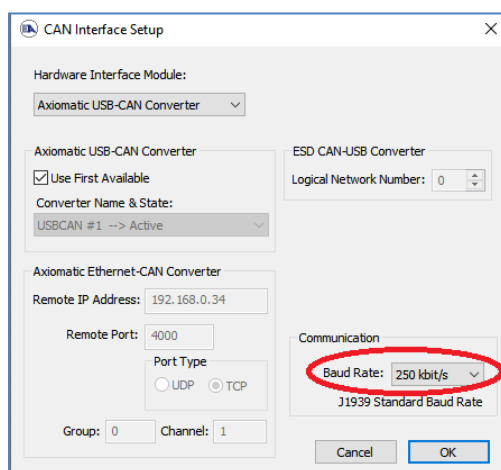 CAN Interface Setup
Hardware Interface Module:
Axiomatic USB-CAN Converter
Axiomatic USB-CAN Converter
Use First Available
Converter Name & State:
USBCAN #1 --> Active
ESD CAN-USB Converter
Logical Network Number: 0
Axiomatic Ethernet-CAN Converter
Remote IP Address: 192.168.0.34
Remote Port: 4000
Port Type
UDP TCP
Group: 0 Channel: 1
Communication
Baud Rate: 250 kbit/s
J1939 Standard Baud Rate
Cancel OK